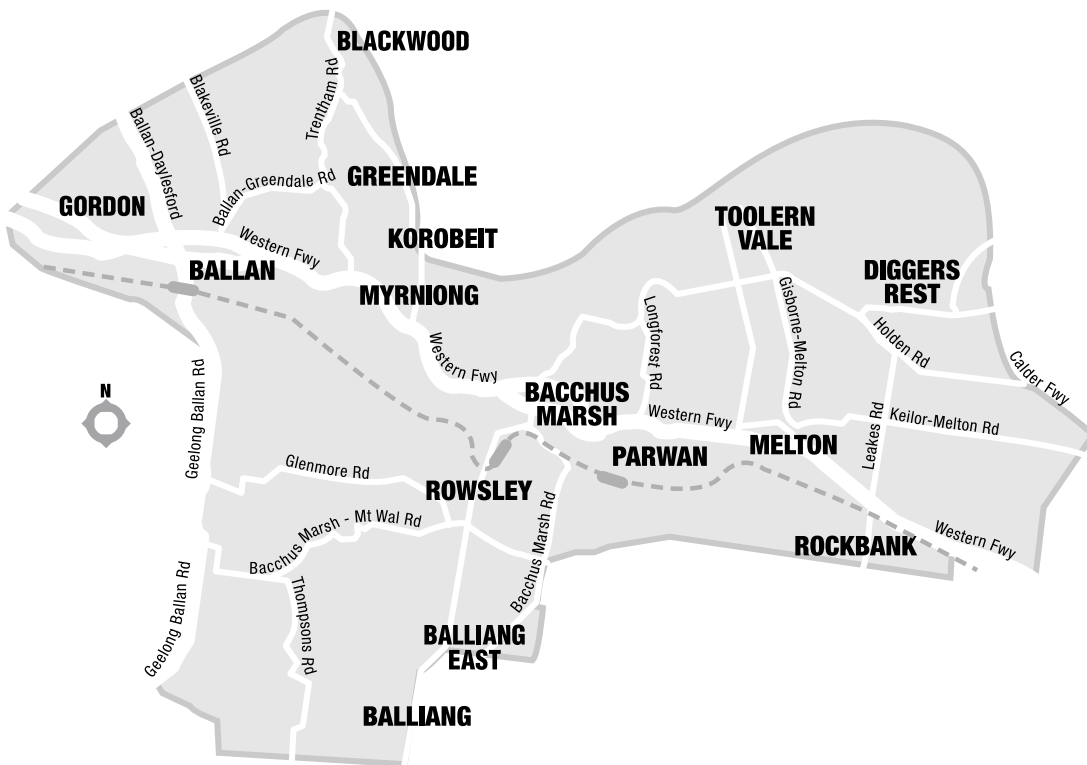 BLACKWOOD
Blakeville Rd
Trentham Rd
Ballan-Daylesford
GREENDALE
Ballan-Greendale Rd
GORDON
TOOLERN
VALE
Western Fwy
KOROBEIT
BALLAN
DIGGERS
REST
MYRNIONG
Longforest Rd
Gisborne-Melton Rd
Holden Rd
Western Fwy
Calder Fwy
N
BACCHUS
MARSH
Western Fwy
Keilor-Melton Rd
Geelong Ballan Rd
Leakes Rd
MELTON
PARWAN
Glenmore Rd
ROWSLEY
Bacchus Marsh - Mt Wal Rd
Bacchus Marsh Rd
Western Fwy
ROCKBANK
Geelong Ballan Rd
Thompsons Rd
BALLIANG
EAST
BALLIANG